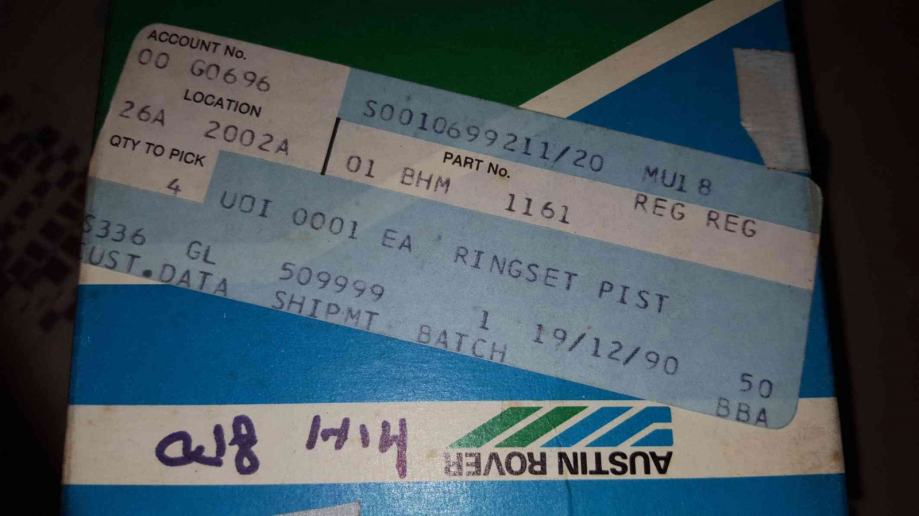 ACCOUNT No.
00 G0696
LOCATION
26A 2002A
QTY TO PICK
4
S0010699211/20 MU18
PART No.
01 BHM 1161 REG REG
UOI 0001 EA RINGSET PIST
S336 GL 509999 1 19/12/90 50
UST.DATA SHIPMT BATCH BBA
AUSTIN ROVER